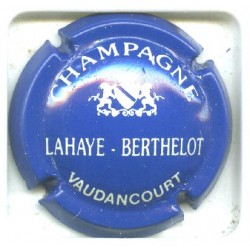 CHAMPAGNE
LAHAYE - BERTHELOT
VAUDANCOURT